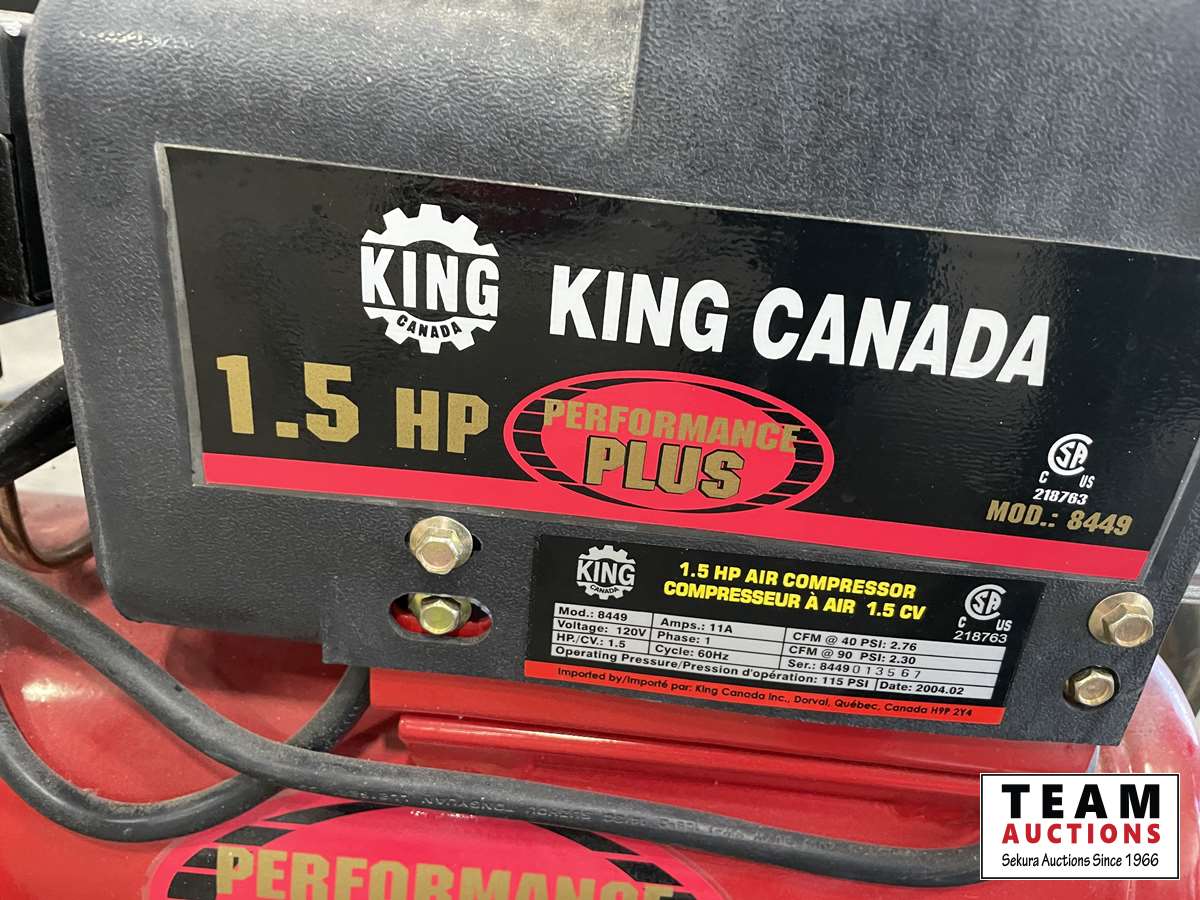 KING
CANADA
KING CANADA
1.5 HP
PERFORMANCE
PLUS
SA
C US
218763
MOD.: 8449
KING
CANADA
1.5 HP AIR COMPRESSOR
COMPRESSEUR À AIR 1.5 CV
SA
C US
218763
Mod.: 8449 Amps.: 11A
Voltage: 120V Phase: 1 CFM @ 40 PSI: 2.76
HP./CV.: 1.5 Cycle: 60Hz CFM @ 90 PSI: 2.30
Ser.: 8449013567
Operating Pressure/Pression d'opération: 115 PSI Date: 2004.02
Imported by/Importé par: King Canada Inc., Dorval, Québec, Canada H9P 2Y4
PERFORMANCE
TEAM
AUCTIONS
Sekura Auctions Since 1966